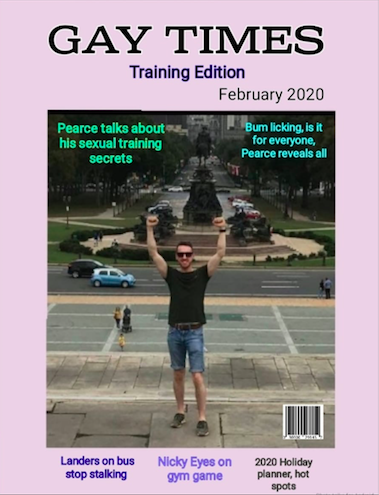 GAY TIMES
Training Edition
February 2020
Pearce talks about
his sexual training
secrets
Bum licking, is it
for everyone,
Pearce reveals all
Landers on bus
stop stalking
Nicky Eyes on
gym game
2020 Holiday
planner, hot
spots